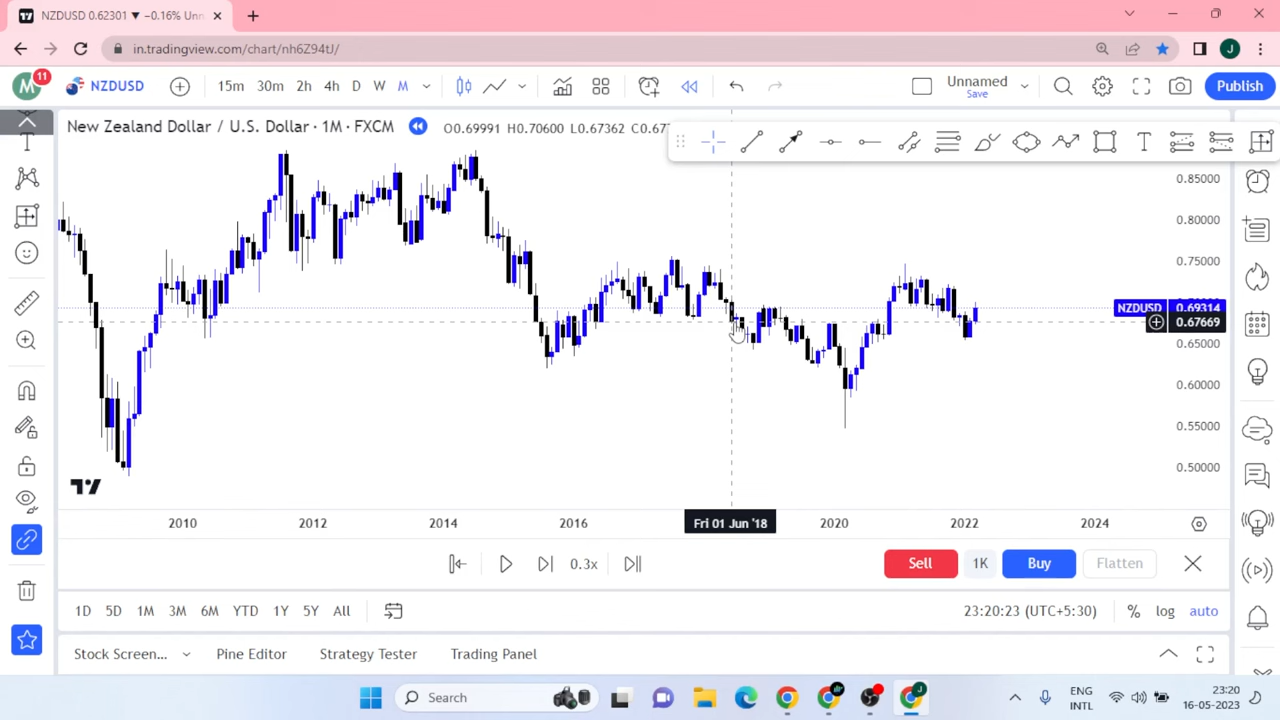 NZDUSD 0.62301 ▼ −0.16% Unn
in.tradingview.com/chart/nh6Z94tJ/
J
M
11
NZDUSD
15m 30m 2h 4h D W M
Unnamed
Save
Publish
New Zealand Dollar / U.S. Dollar · 1M · FXCM
O0.69991 H0.70600 L0.67362 C0.67
T
T
0.85000
0.80000
0.75000
NZDUSD 0.69314
0.67669
0.65000
0.60000
0.55000
0.50000
2010 2012 2014 2016 Fri 01 Jun '18 2020 2022 2024
0.3x
Sell 1K Buy Flatten
1D 5D 1M 3M 6M YTD 1Y 5Y All
23:20:23 (UTC+5:30) % log auto
Stock Screen... Pine Editor Strategy Tester Trading Panel
Search
J
ENG
INTL
23:20
16-05-2023